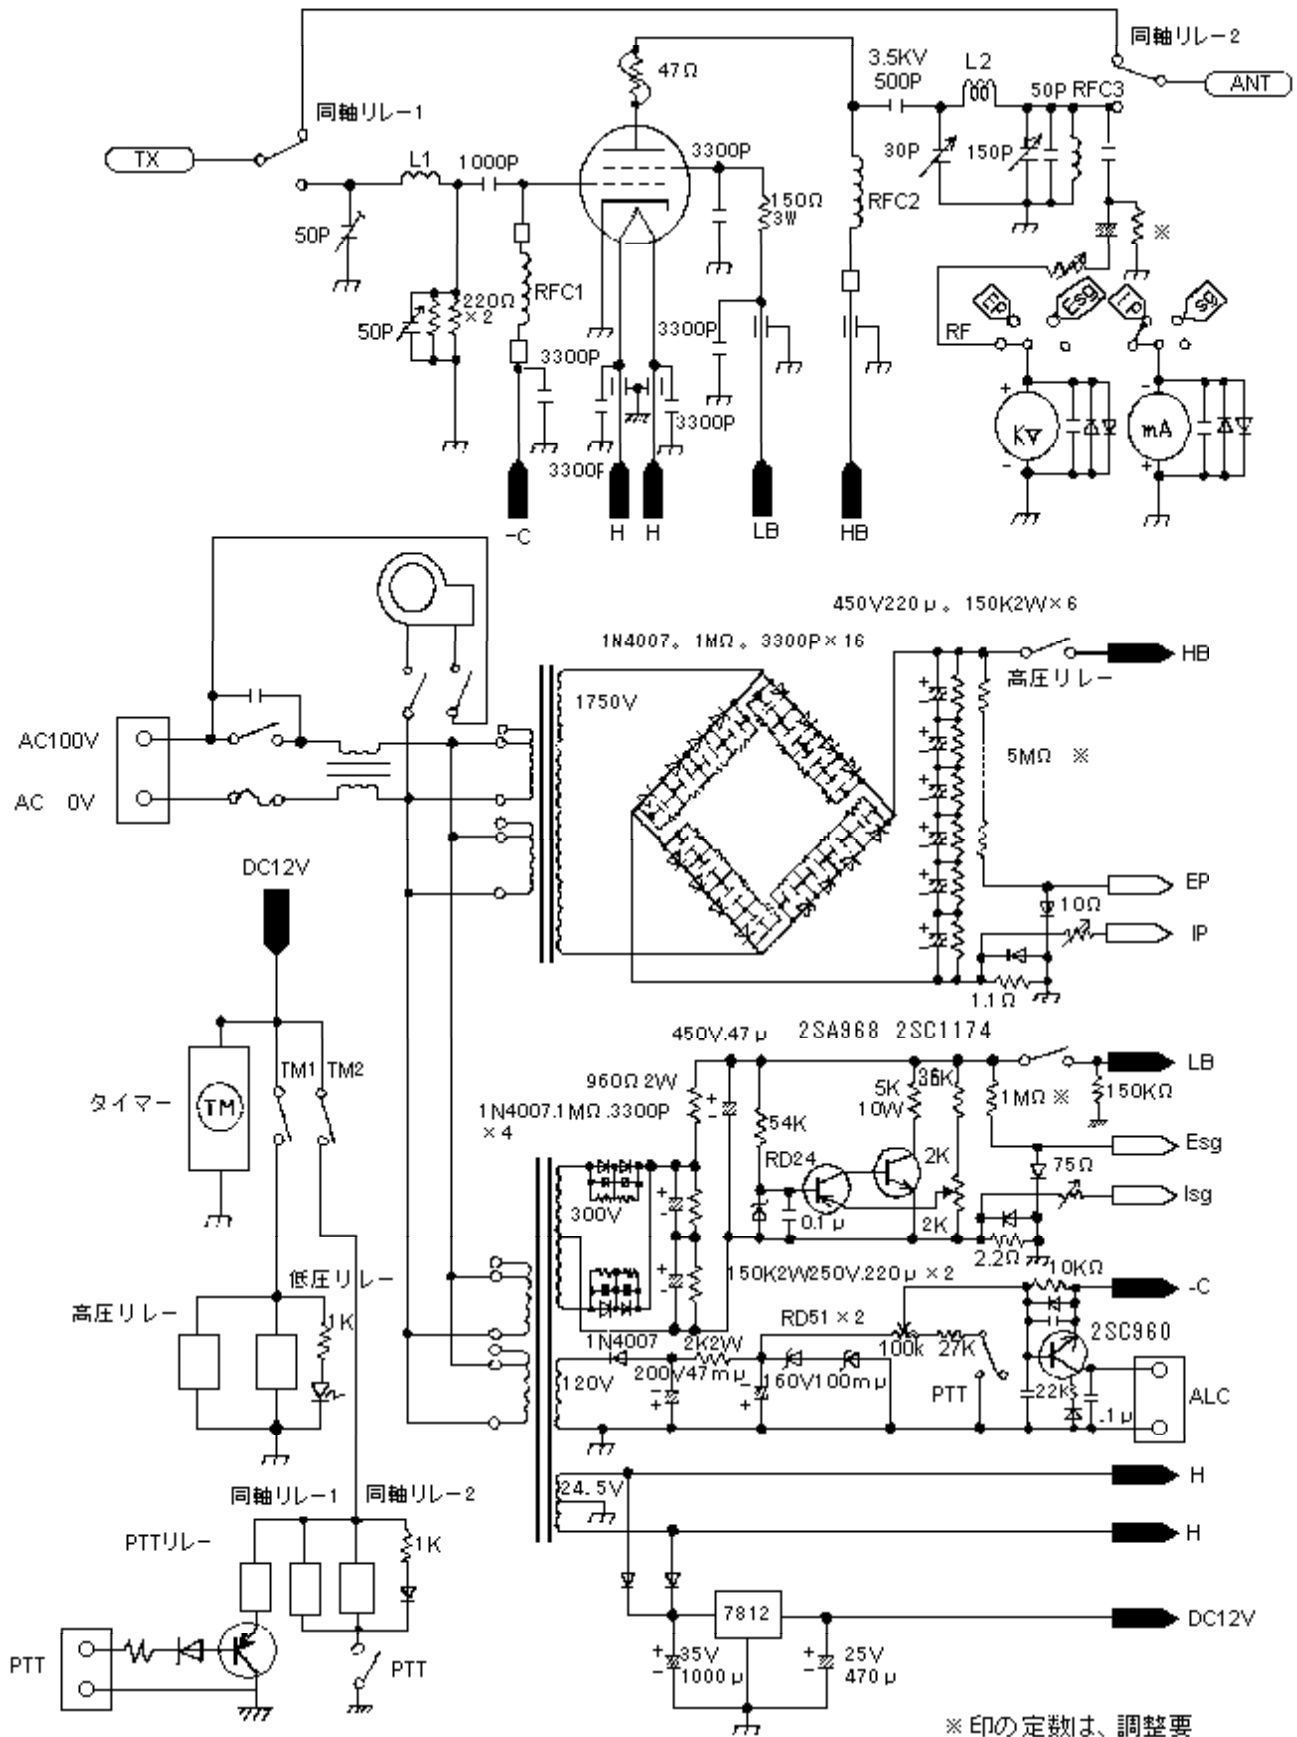 同軸リレー2
ANT
同軸リレー1
TX
47Ω
3.5KV
500P
L2
50P RFC3
30P
150P
L1
1000P
3300P
150Ω
3W
RFC2
50P
※
RFC1
220Ω
×2
50P
3300P
3300P
3300P
3300P
RF
Ep
Esg
Ip
sg
+
KV
-
-
mA
+
-C
H
H
LB
HB
450V220μ。150K2W×6
1N4007。1MΩ。3300P×16
HB
高圧リレー
1750V
AC100V
AC 0V
5MΩ ※
DC12V
EP
10Ω
IP
1.1Ω
450V.47μ
2SA968 2SC1174
LB
TM1
TM2
タイマー
TM
960Ω2W
1N4007.1MΩ.3300P
×4
5K
10W
36K
1MΩ※
150KΩ
54K
RD24
2K
Esg
75Ω
Isg
300V
0.1μ
2K
2.2Ω
低圧リレー
高圧リレー
1K
150K2W250V.220μ×2
10KΩ
-C
RD51×2
2SC960
1N4007
2K2W
100k
27K
120V
200V47mμ
160V100mμ
PTT
22K
.1μ
ALC
24.5V
H
H
同軸リレー1
同軸リレー2
PTTリレー
1K
7812
DC12V
35V
1000μ
25V
470μ
PTT
PTT
※印の定数は、調整要